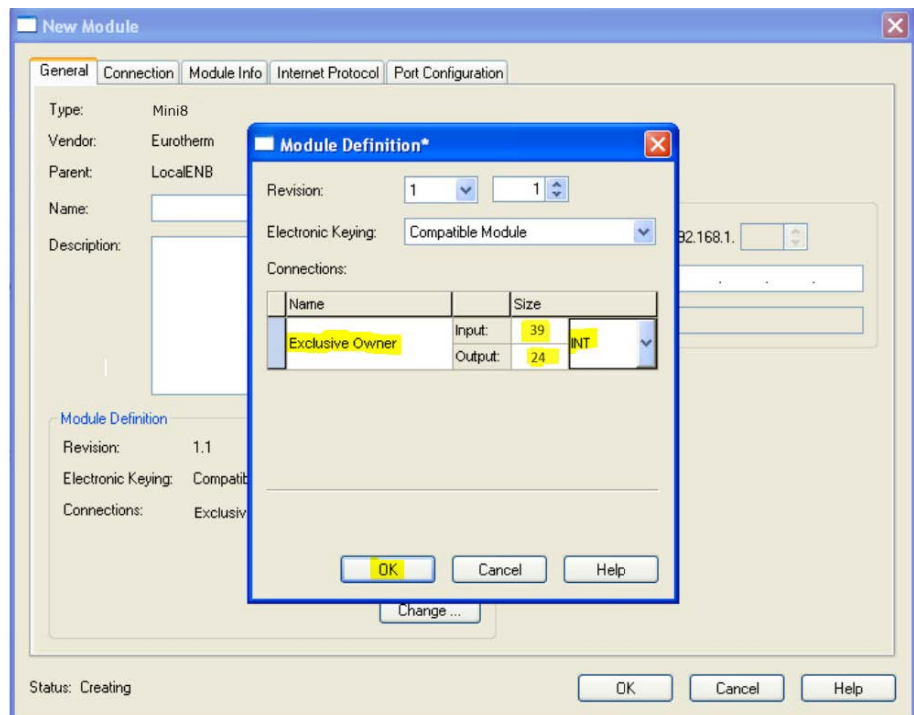 New Module
General Connection Module Info Internet Protocol Port Configuration
Type: Mini8
Vendor: Eurotherm
Parent: LocalENB
Name:
Description:
92.168.1.
Module Definition*
Revision: 1 1
Electronic Keying: Compatible Module
Connections:
Name Size
Exclusive Owner Input: 39 INT
Output: 24
OK Cancel Help
Module Definition
Revision: 1.1
Electronic Keying: Compatib
Connections: Exclusiv
Change ...
Status: Creating
OK Cancel Help